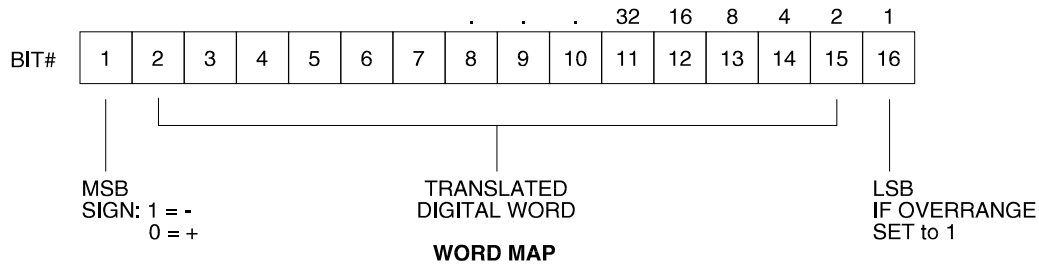 . . . 32 16 8 4 2 1
BIT# 1 2 3 4 5 6 7 8 9 10 11 12 13 14 15 16
MSB
SIGN: 1 = -
0 = +
TRANSLATED
DIGITAL WORD
LSB
IF OVERRANGE
SET to 1
WORD MAP